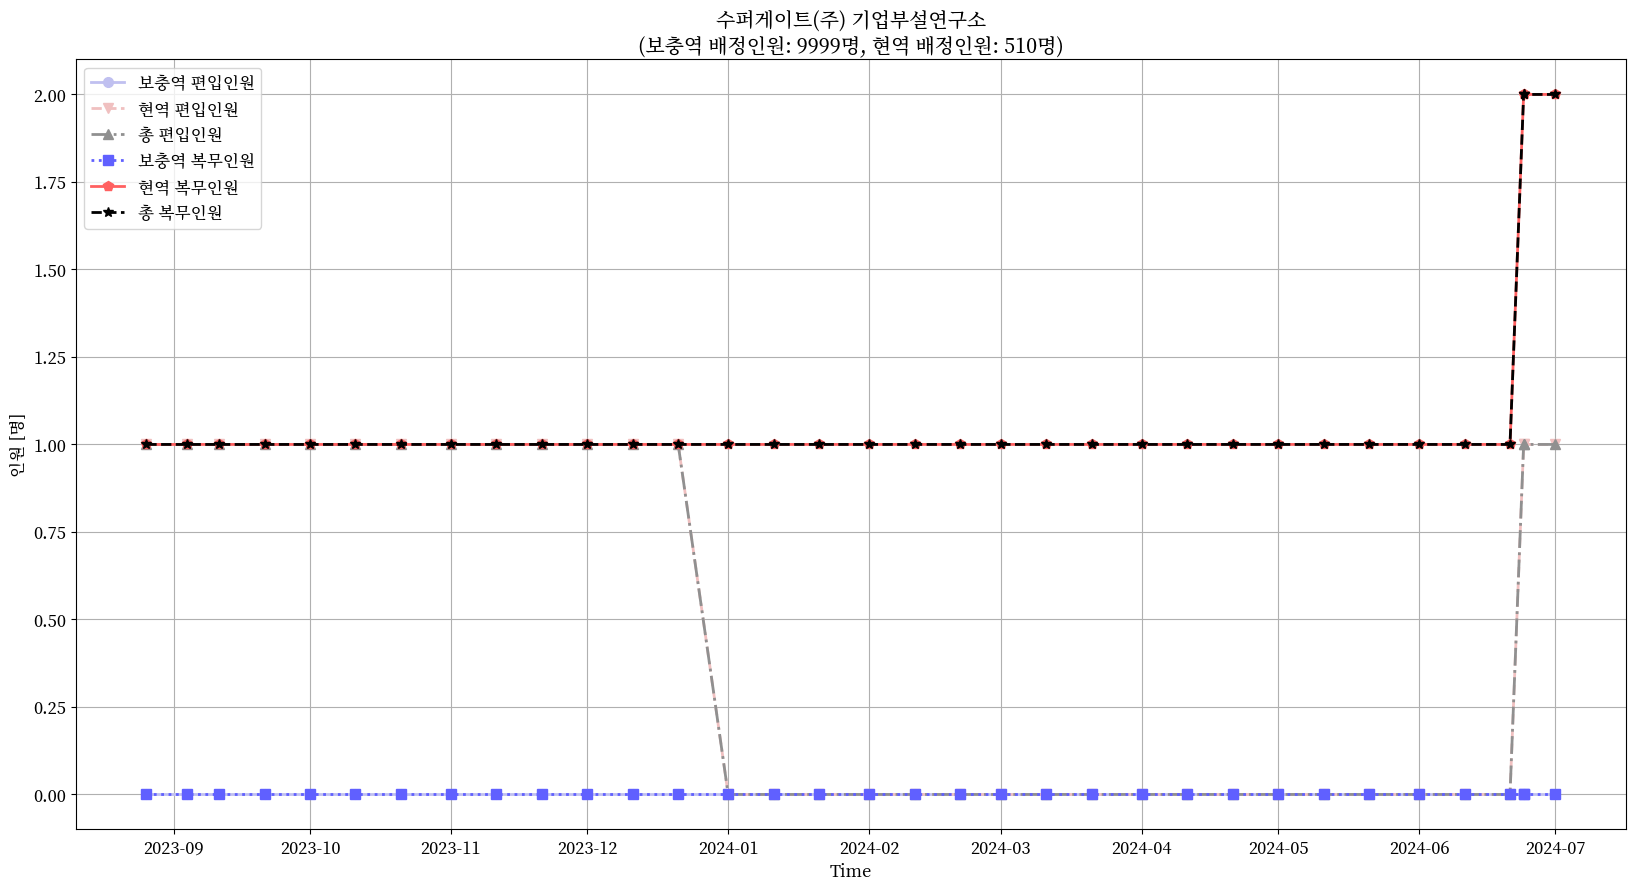 수퍼게이트(주) 기업부설연구소
(보충역 배정인원: 9999명, 현역 배정인원: 510명)
보충역 편입인원
현역 편입인원
총 편입인원
보충역 복무인원
현역 복무인원
총 복무인원
2.00
1.75
1.50
1.25
1.00
0.75
0.50
0.25
0.00
인원 [명]
2023-09 2023-10 2023-11 2023-12 2024-01 2024-02 2024-03 2024-04 2024-05 2024-06 2024-07
Time